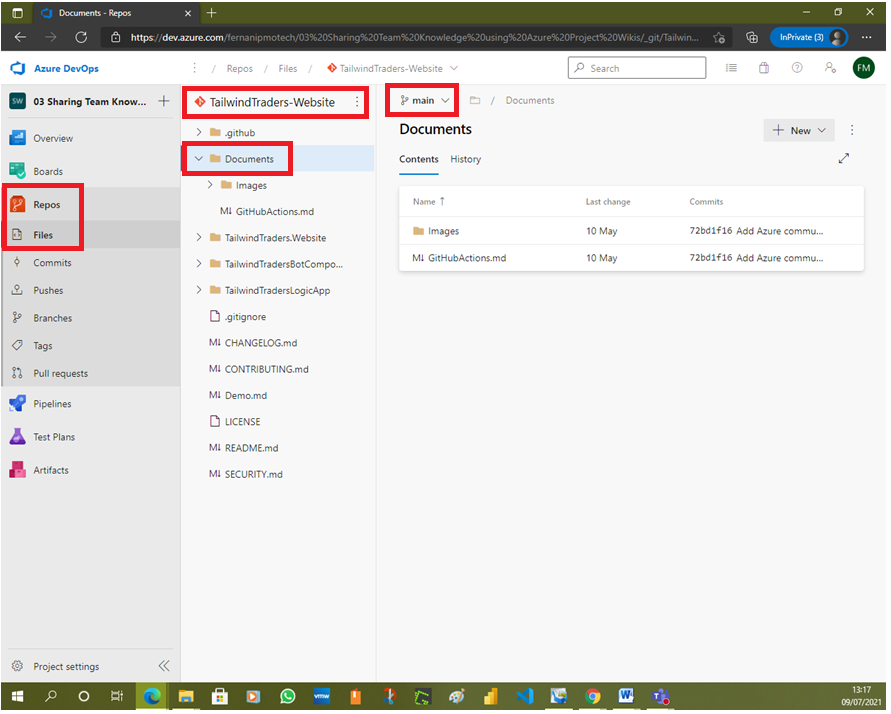 Documents - Repos
https://dev.azure.com/fernanipmotech/03%20Sharing%20Team%20Knowledge%20using%20Azure%20Project%20Wikis/_git/Tailwin...
InPrivate (3)
Azure DevOps
/ Repos / Files / TailwindTraders-Website
Search
FM
SW
03 Sharing Team Know...
Overview
Boards
Repos
Files
Commits
Pushes
Branches
Tags
Pull requests
Pipelines
Test Plans
Artifacts
Project settings
TailwindTraders-Website
.github
Documents
Images
M↓ GitHubActions.md
TailwindTraders.Website
TailwindTradersBotCompo...
TailwindTradersLogicApp
.gitignore
M↓ CHANGELOG.md
M↓ CONTRIBUTING.md
M↓ Demo.md
LICENSE
M↓ README.md
M↓ SECURITY.md
main
/ Documents
Documents
New
Contents
History
Name ↑ Last change Commits
Images 10 May 72bd1f16 Add Azure commu...
M↓ GitHubActions.md 10 May 72bd1f16 Add Azure commu...
vmw
13:17
09/07/2021